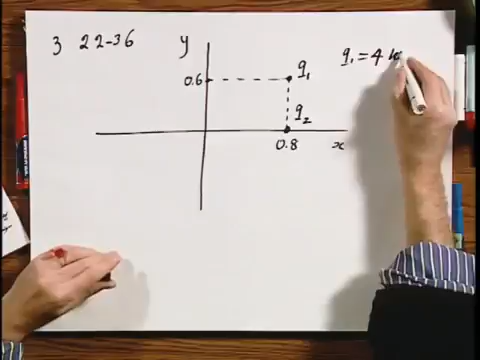 3 22-36
y
0.6
q₁
q₁ = 4
q₂
0.8
x